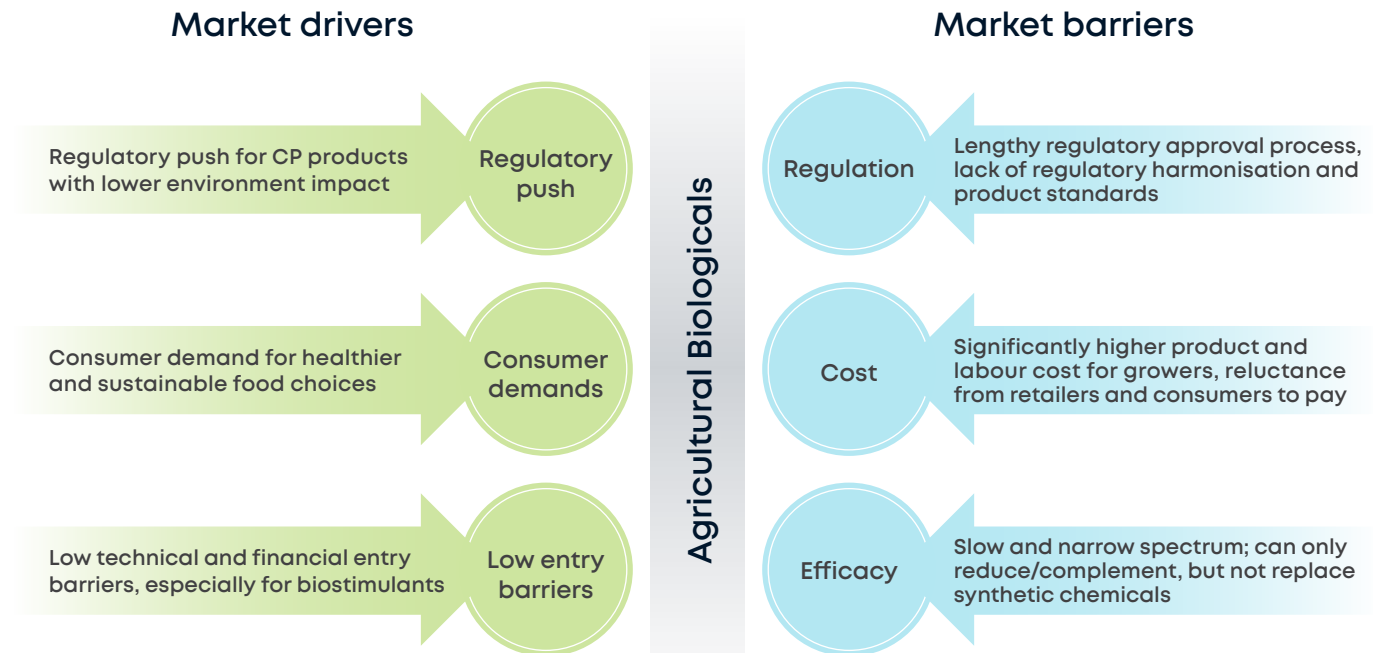 Market drivers
Regulatory push for CP products
with lower environment impact
Regulatory
push
Consumer demand for healthier
and sustainable food choices
Consumer
demands
Low technical and financial entry
barriers, especially for biostimulants
Low entry
barriers
Agricultural Biologicals
Market barriers
Regulation
Lengthy regulatory approval process,
lack of regulatory harmonisation and
product standards
Cost
Significantly higher product and
labour cost for growers, reluctance
from retailers and consumers to pay
Efficacy
Slow and narrow spectrum; can only
reduce/complement, but not replace
synthetic chemicals